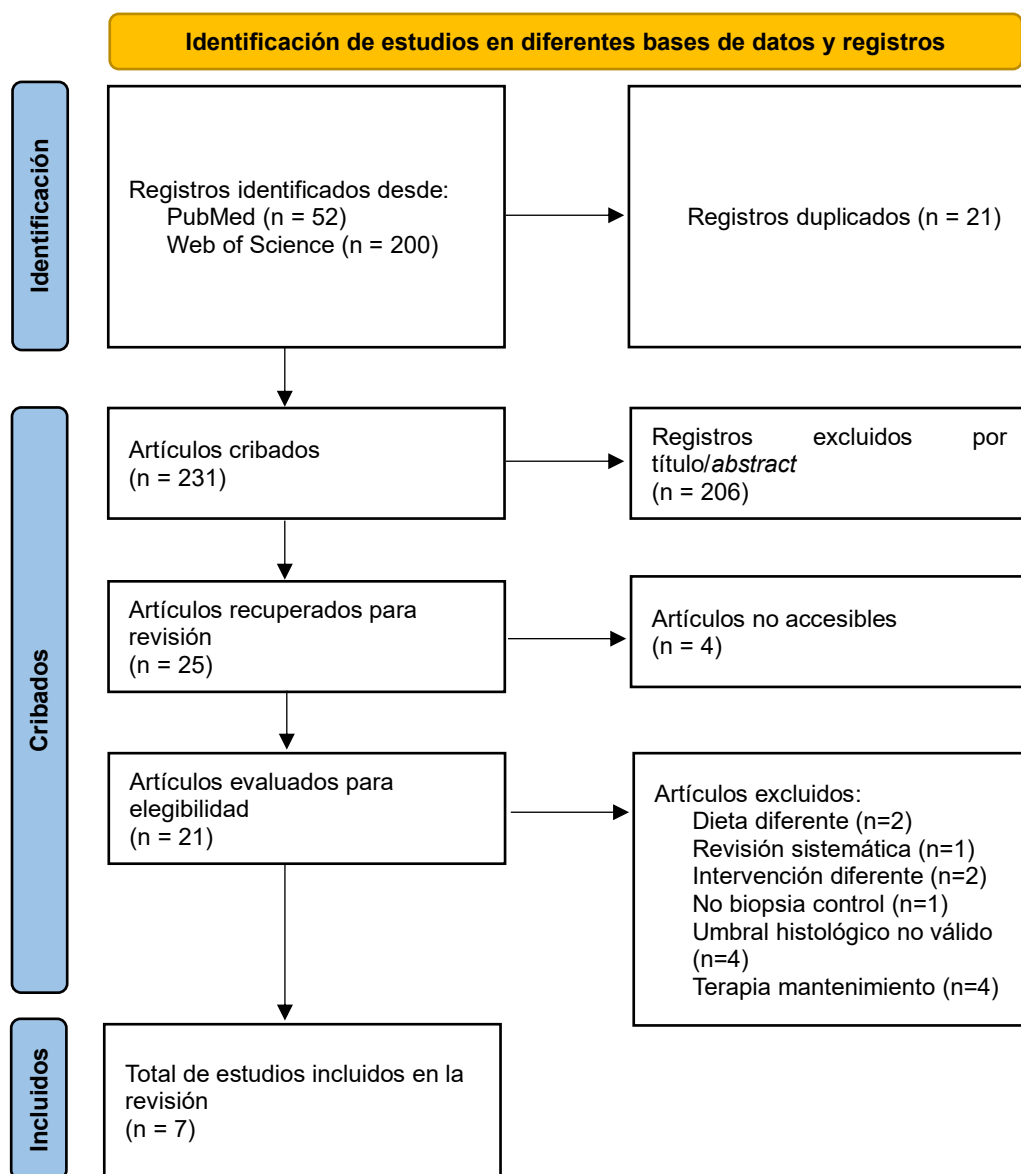 Identificación de estudios en diferentes bases de datos y registros
Identificación
Registros identificados desde:
PubMed (n = 52)
Web of Science (n = 200)
Registros duplicados (n = 21)
Cribados
Artículos cribados
(n = 231)
Registros excluidos por
título/abstract
(n = 206)
Artículos recuperados para
revisión
(n = 25)
Artículos no accesibles
(n = 4)
Artículos evaluados para
elegibilidad
(n = 21)
Artículos excluidos:
Dieta diferente (n=2)
Revisión sistemática (n=1)
Intervención diferente (n=2)
No biopsia control (n=1)
Umbral histológico no válido
(n=4)
Terapia mantenimiento (n=4)
Incluidos
Total de estudios incluidos en la
revisión
(n = 7)